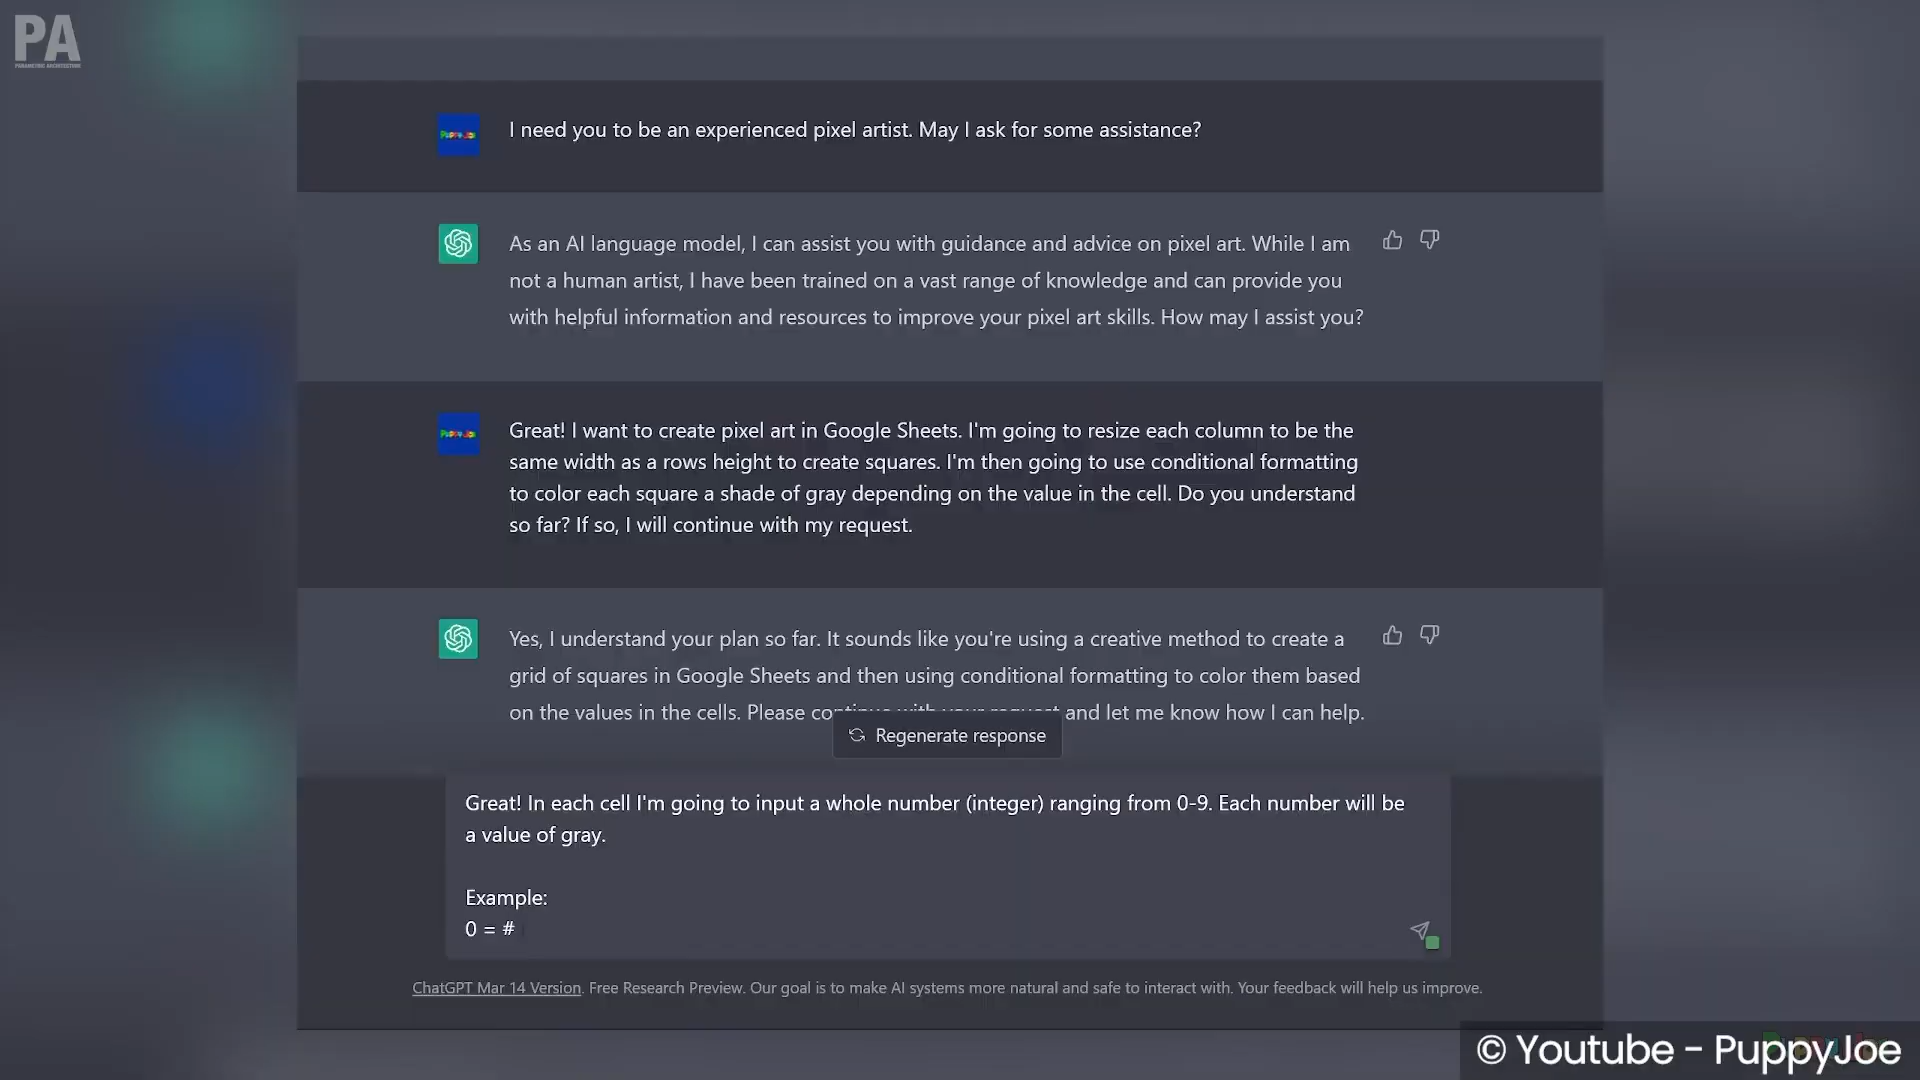 PA
PARAMETRIC ARCHITECTURE
I need you to be an experienced pixel artist. May I ask for some assistance?
As an AI language model, I can assist you with guidance and advice on pixel art. While I am
not a human artist, I have been trained on a vast range of knowledge and can provide you
with helpful information and resources to improve your pixel art skills. How may I assist you?
Great! I want to create pixel art in Google Sheets. I'm going to resize each column to be the
same width as a rows height to create squares. I'm then going to use conditional formatting
to color each square a shade of gray depending on the value in the cell. Do you understand
so far? If so, I will continue with my request.
Yes, I understand your plan so far. It sounds like you're using a creative method to create a
grid of squares in Google Sheets and then using conditional formatting to color them based
on the values in the cells. Please continue with your request and let me know how I can help.
Regenerate response
Great! In each cell I'm going to input a whole number (integer) ranging from 0-9. Each number will be
a value of gray.
Example:
0 = #
ChatGPT Mar 14 Version. Free Research Preview. Our goal is to make AI systems more natural and safe to interact with. Your feedback will help us improve.
© Youtube - PuppyJoe